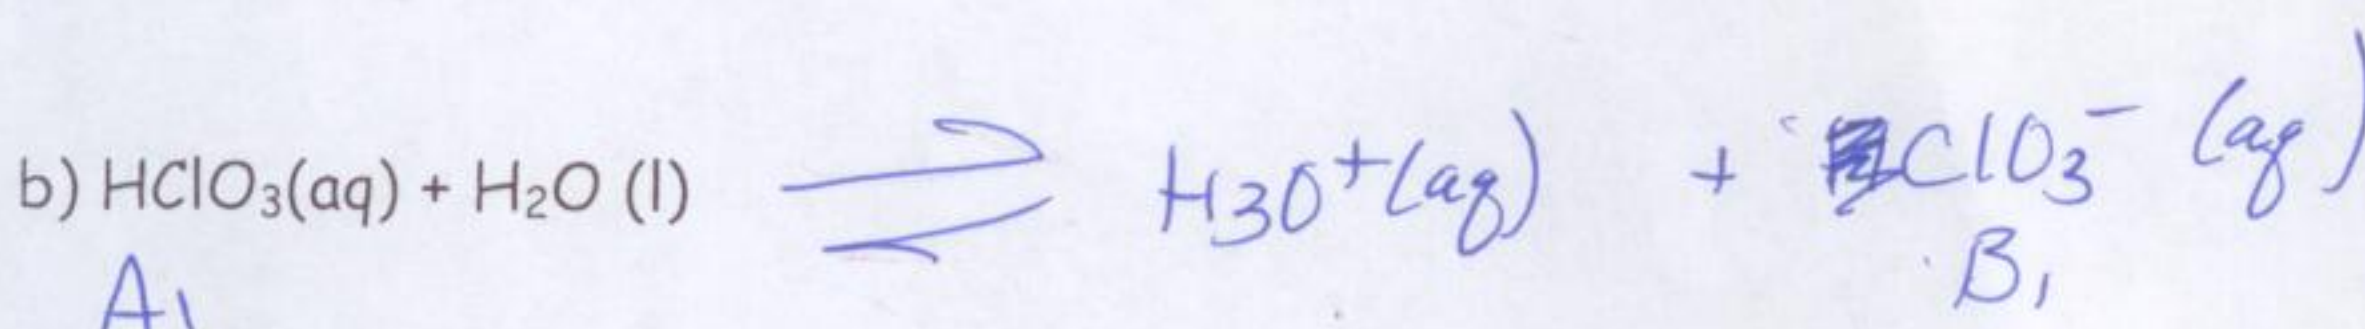 b) HClO₃(aq) + H₂O (l) ⇌ H3O⁺(aq) + ClO₃⁻ (aq)
A₁ B₁